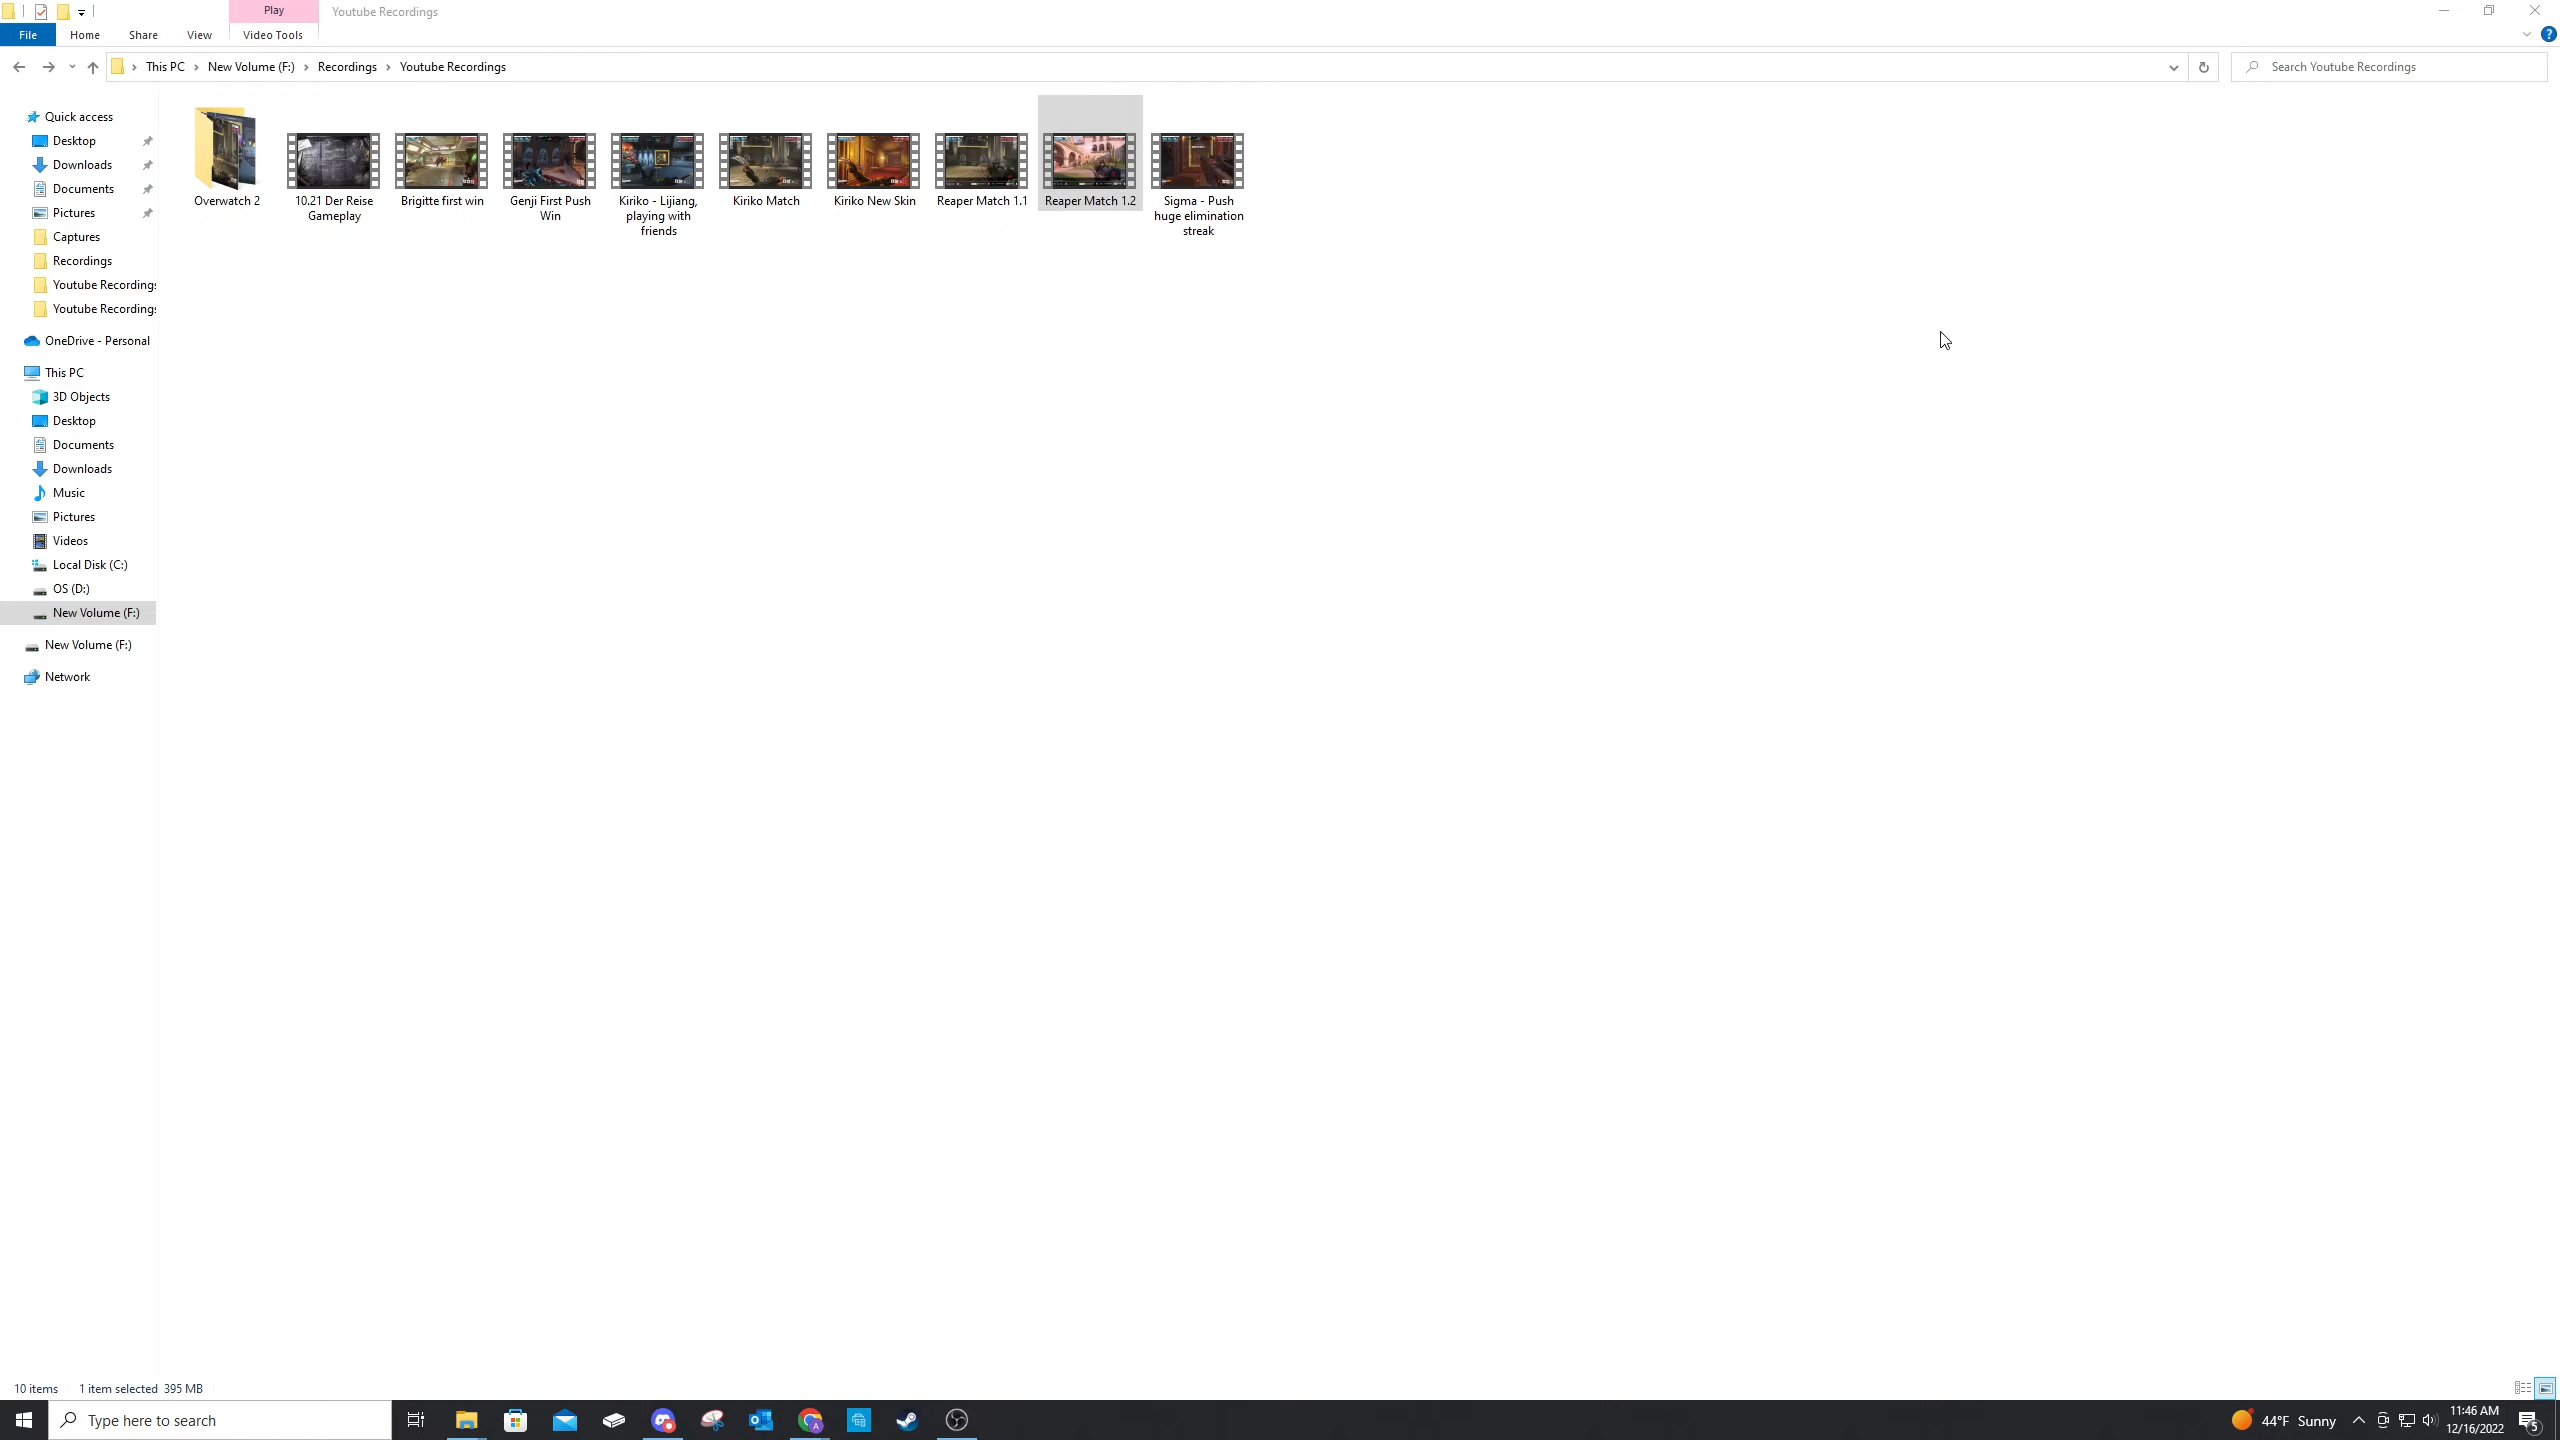 Play
Youtube Recordings
File
Home
Share
View
Video Tools
This PC
New Volume (F:)
Recordings
Youtube Recordings
Search Youtube Recordings
Quick access
Desktop
Downloads
Documents
Pictures
Captures
Recordings
Youtube Recordings
Youtube Recordings
OneDrive - Personal
This PC
3D Objects
Desktop
Documents
Downloads
Music
Pictures
Videos
Local Disk (C:)
OS (D:)
New Volume (F:)
New Volume (F:)
Network
Overwatch 2
10.21 Der Reise
Gameplay
Brigitte first win
Genji First Push
Win
Kiriko - Lijiang,
playing with
friends
Kiriko Match
Kiriko New Skin
Reaper Match 1.1
Reaper Match 1.2
Sigma - Push
huge elimination
streak
10 items
1 item selected 395 MB
Type here to search
44°F Sunny
11:46 AM
12/16/2022
5